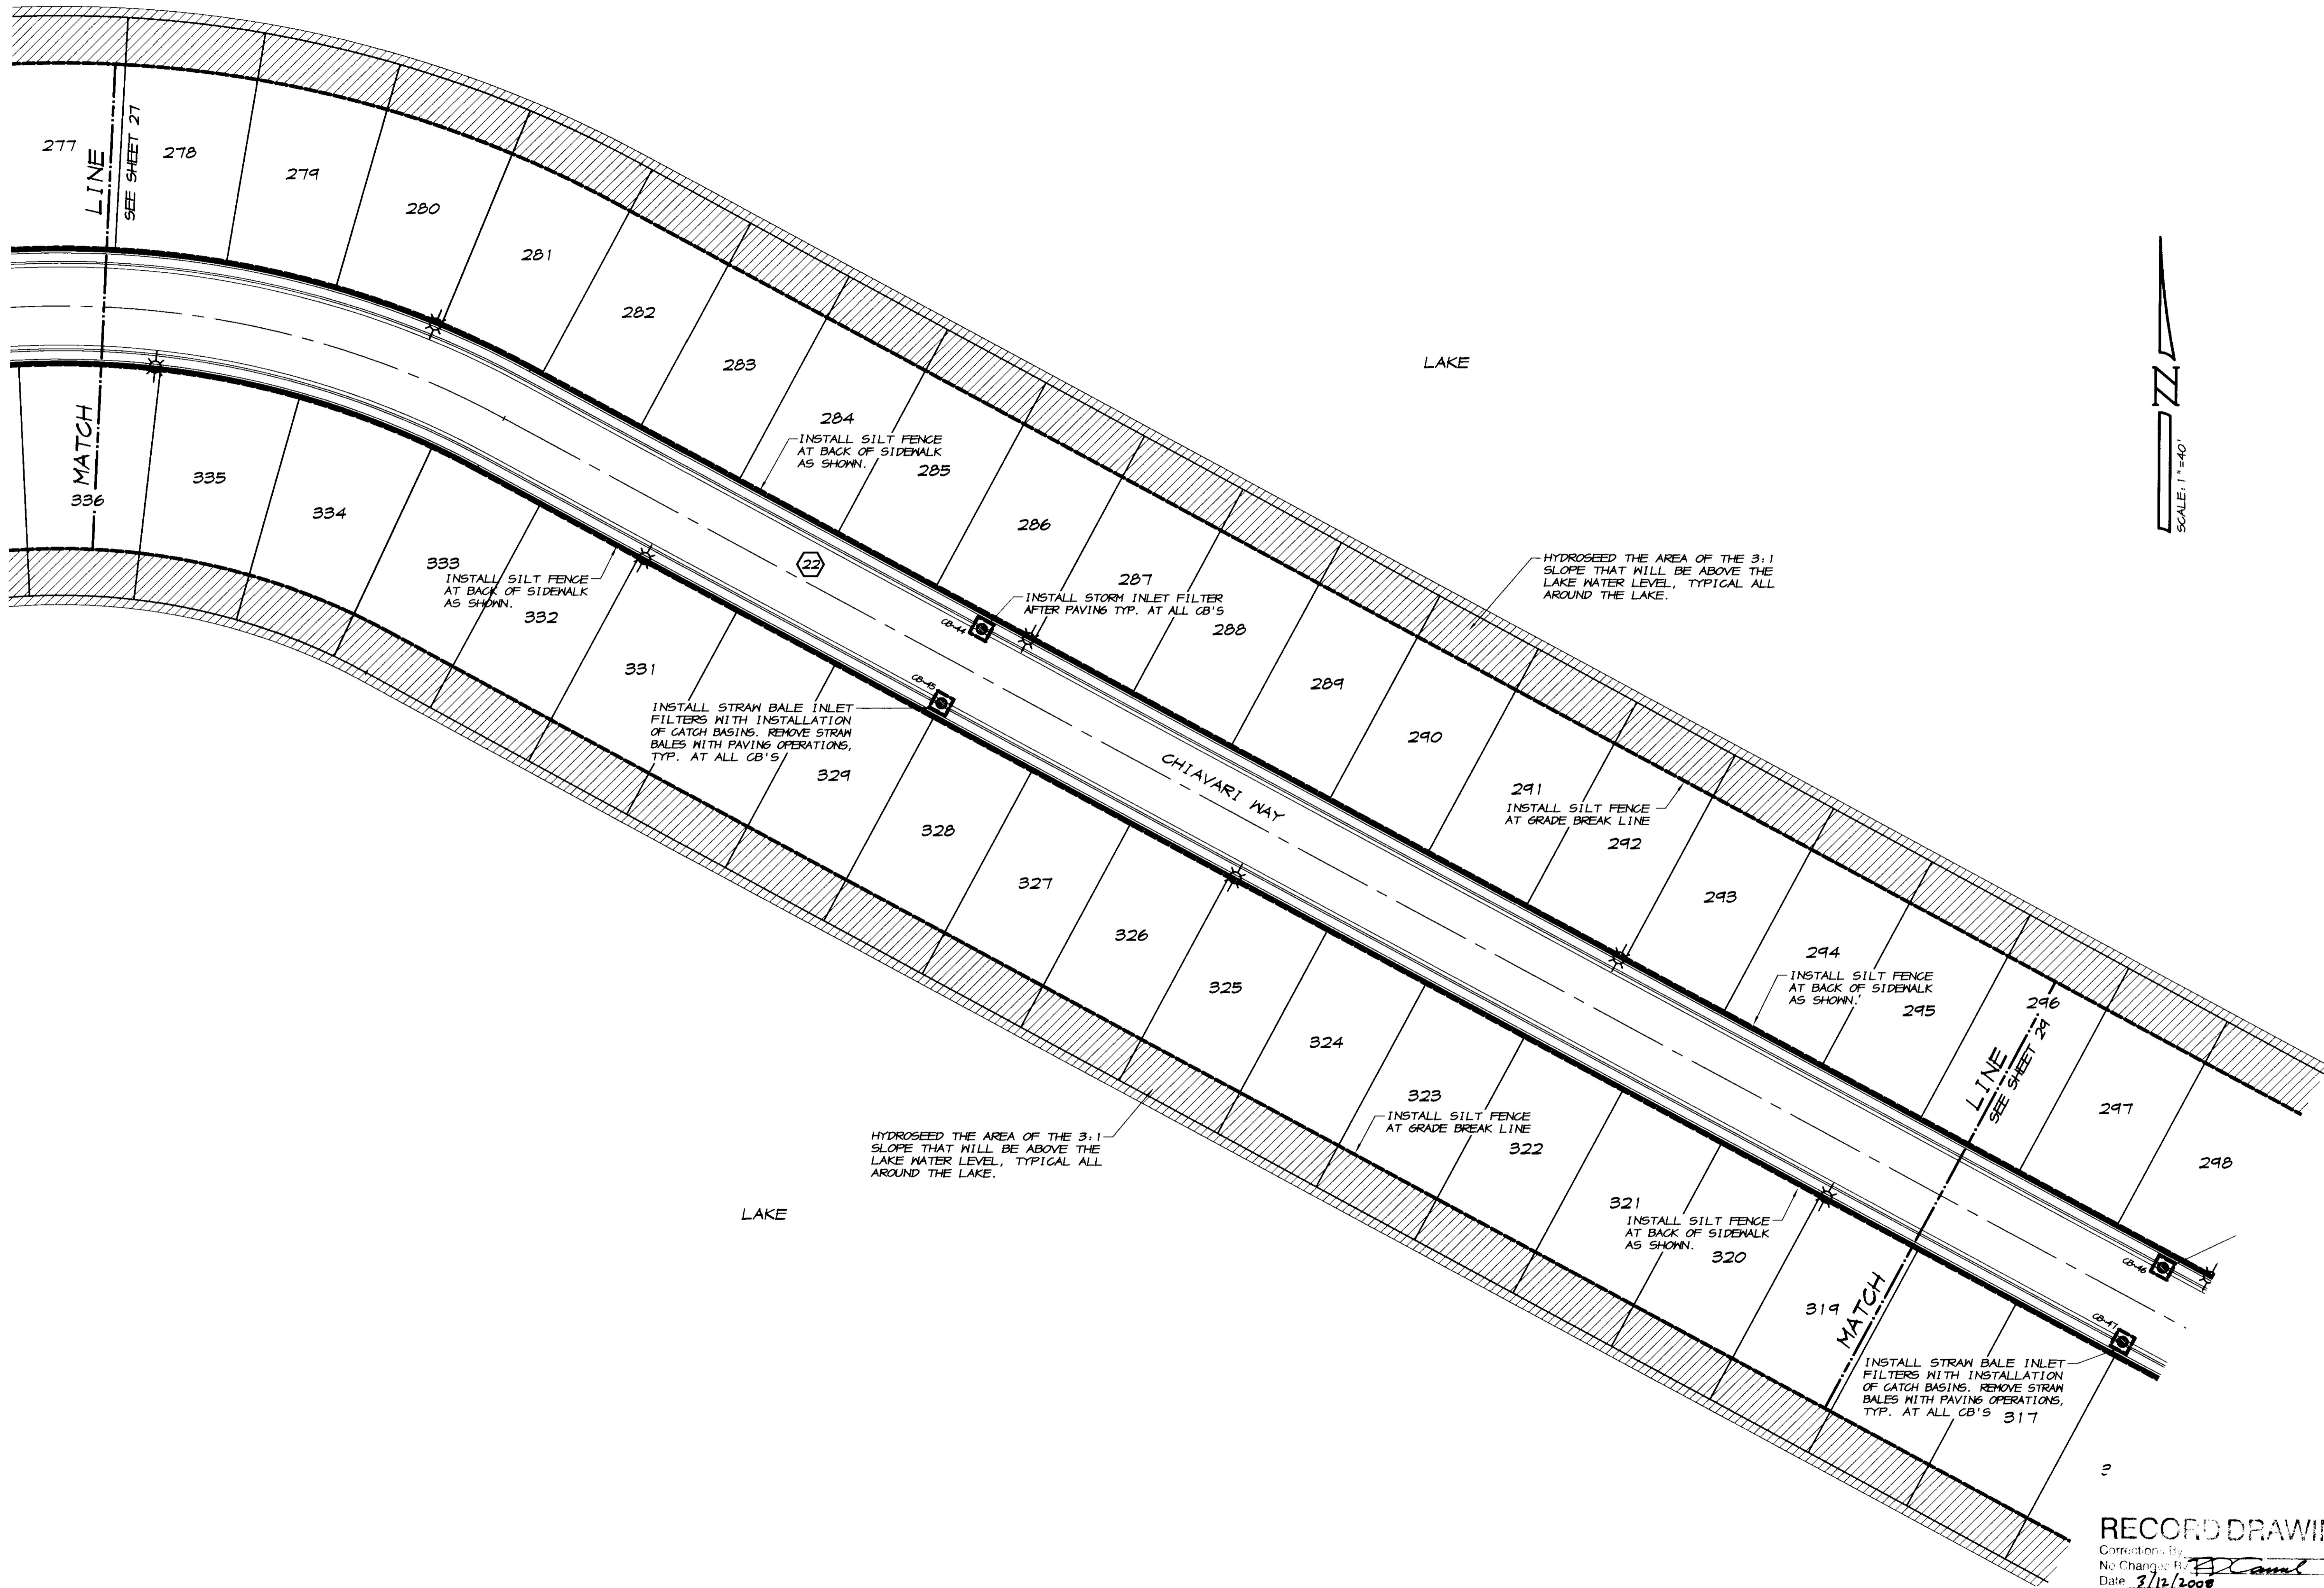 277
LINE
SEE SHEET 27
278
279
280
281
282
283
284
INSTALL SILT FENCE
AT BACK OF SIDEWALK
AS SHOWN.
285
286
287
INSTALL STORM INLET FILTER
AFTER PAVING TYP. AT ALL CB'S
288
289
290
291
INSTALL SILT FENCE
AT GRADE BREAK LINE
292
293
294
INSTALL SILT FENCE
AT BACK OF SIDEWALK
AS SHOWN.
295
296
LINE
SEE SHEET 29
297
298
LAKE
HYDROSEED THE AREA OF THE 3:1
SLOPE THAT WILL BE ABOVE THE
LAKE WATER LEVEL, TYPICAL ALL
AROUND THE LAKE.
N
SCALE: 1"=40'
22
CB-44
CB-45
CHIAVARI WAY
CB-46
CB-47
MATCH
336
335
334
333
INSTALL SILT FENCE
AT BACK OF SIDEWALK
AS SHOWN.
332
331
INSTALL STRAW BALE INLET
FILTERS WITH INSTALLATION
OF CATCH BASINS. REMOVE STRAW
BALES WITH PAVING OPERATIONS,
TYP. AT ALL CB'S
329
328
327
326
325
324
323
INSTALL SILT FENCE
AT GRADE BREAK LINE
322
321
INSTALL SILT FENCE
AT BACK OF SIDEWALK
AS SHOWN.
320
319
MATCH
INSTALL STRAW BALE INLET
FILTERS WITH INSTALLATION
OF CATCH BASINS. REMOVE STRAW
BALES WITH PAVING OPERATIONS,
TYP. AT ALL CB'S
317
3
HYDROSEED THE AREA OF THE 3:1
SLOPE THAT WILL BE ABOVE THE
LAKE WATER LEVEL, TYPICAL ALL
AROUND THE LAKE.
LAKE
RECORD DRAWI
Corrections By
No Changes By
Date 3/12/2008